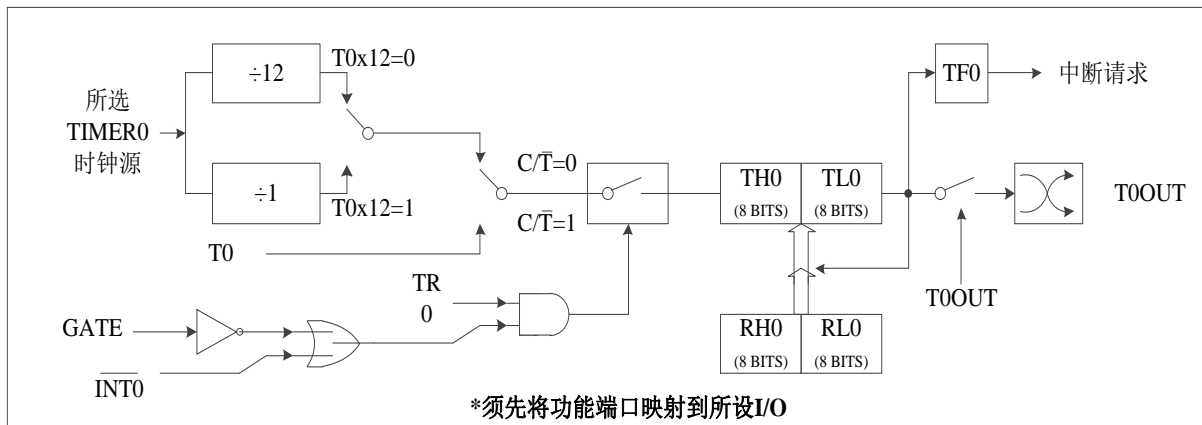 ÷12
T0x12=0
所选
TIMER0
时钟源
÷1
T0x12=1
T0
C/T̅=0
C/T̅=1
TH0
(8 BITS)
TL0
(8 BITS)
TF0
中断请求
T0OUT
T0OUT
TR
0
GATE
INT0
RH0
(8 BITS)
RL0
(8 BITS)
*须先将功能端口映射到所设I/O